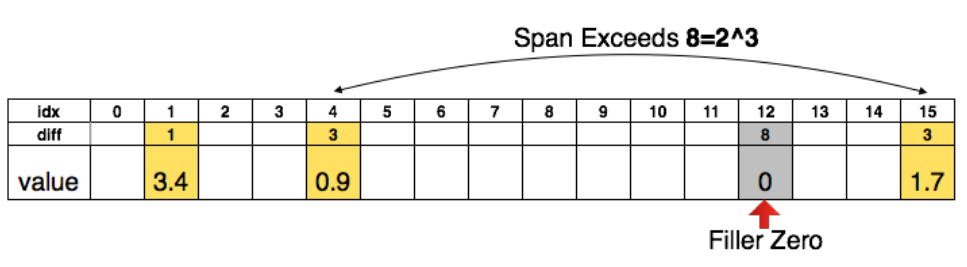 Span Exceeds 8=2^3
idx 0 1 2 3 4 5 6 7 8 9 10 11 12 13 14 15
diff 1 3 8 3
value 3.4 0.9 0 1.7
Filler Zero